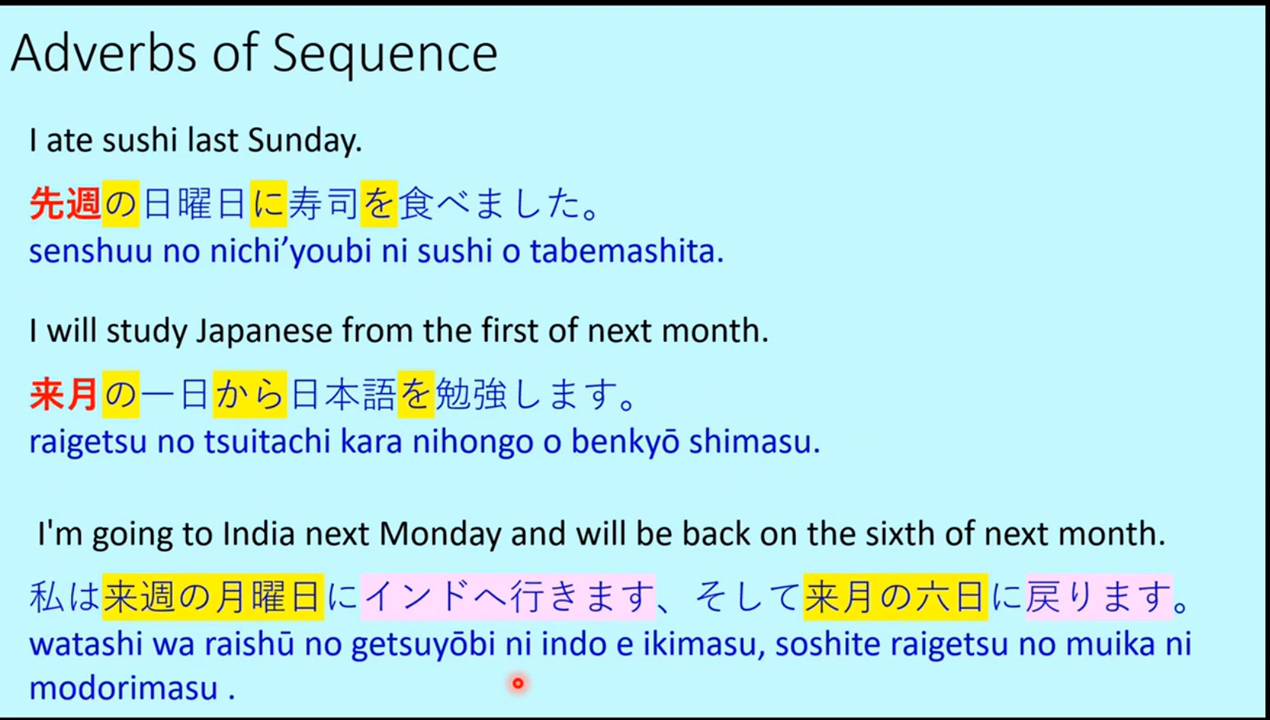 Adverbs of Sequence
I ate sushi last Sunday.
先週の日曜日に寿司を食べました。
senshuu no nichi’youbi ni sushi o tabemashita.
I will study Japanese from the first of next month.
来月の一日から日本語を勉強します。
raigetsu no tsuitachi kara nihongo o benkyō shimasu.
I'm going to India next Monday and will be back on the sixth of next month.
私は来週の月曜日にインドへ行きます、そして来月の六日に戻ります。
watashi wa raishū no getsuyōbi ni indo e ikimasu, soshite raigetsu no muika ni
modorimasu .